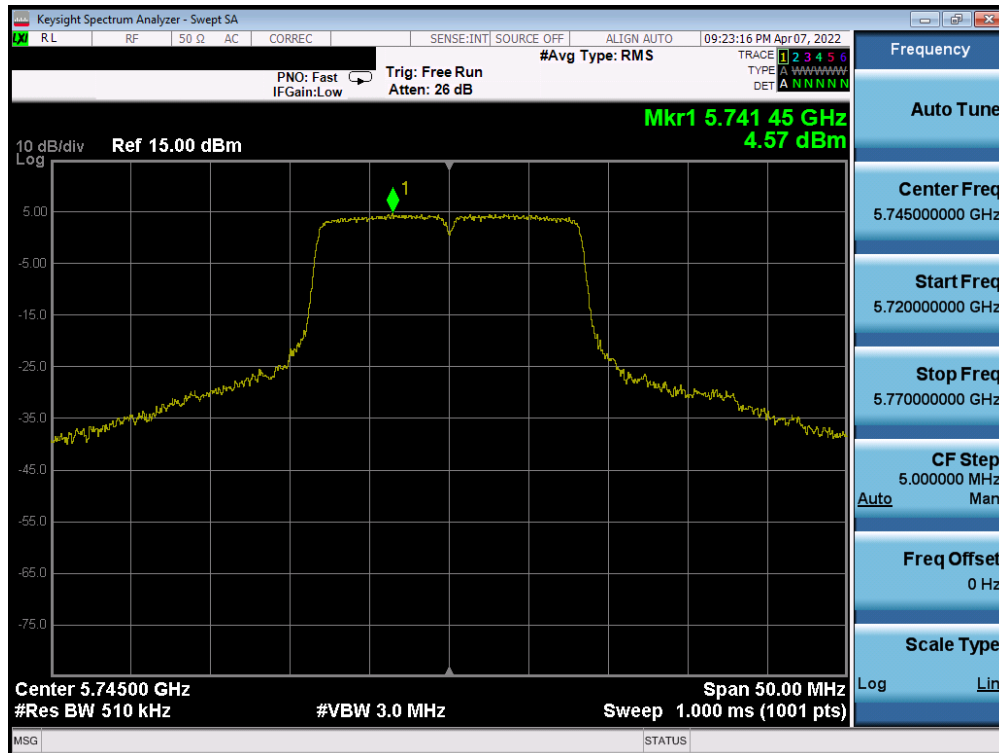 Keysight Spectrum Analyzer - Swept SA
LXI RL RF 50 Ω AC CORREC SENSE:INT SOURCE OFF ALIGN AUTO 09:23:16 PM Apr 07, 2022
#Avg Type: RMS
TRACE 1 2 3 4 5 6
TYPE A WWWWW
DET A N N N N N
PNO: Fast
IFGain:Low
Trig: Free Run
Atten: 26 dB
Mkr1 5.741 45 GHz
4.57 dBm
10 dB/div
Log
Ref 15.00 dBm
1
5.00
-5.00
-15.0
-25.0
-35.0
-45.0
-55.0
-65.0
-75.0
Center 5.74500 GHz
Span 50.00 MHz
#Res BW 510 kHz
#VBW 3.0 MHz
Sweep 1.000 ms (1001 pts)
MSG
STATUS
Frequency
Auto Tune
Center Freq
5.745000000 GHz
Start Freq
5.720000000 GHz
Stop Freq
5.770000000 GHz
CF Step
5.000000 MHz
Auto Man
Freq Offset
0 Hz
Scale Type
Log Lin